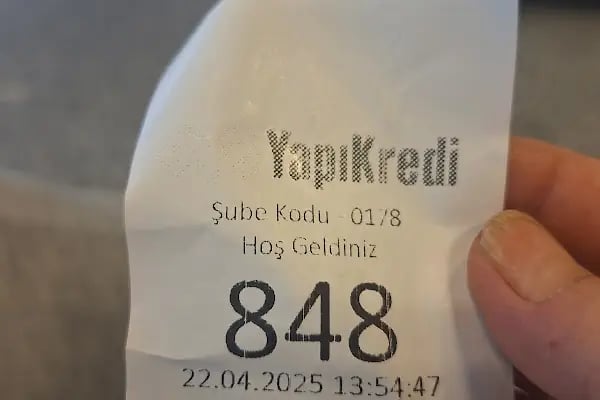 YapıKredi
Şube Kodu - 0178
Hoş Geldiniz
848
22.04.2025 13:54:47